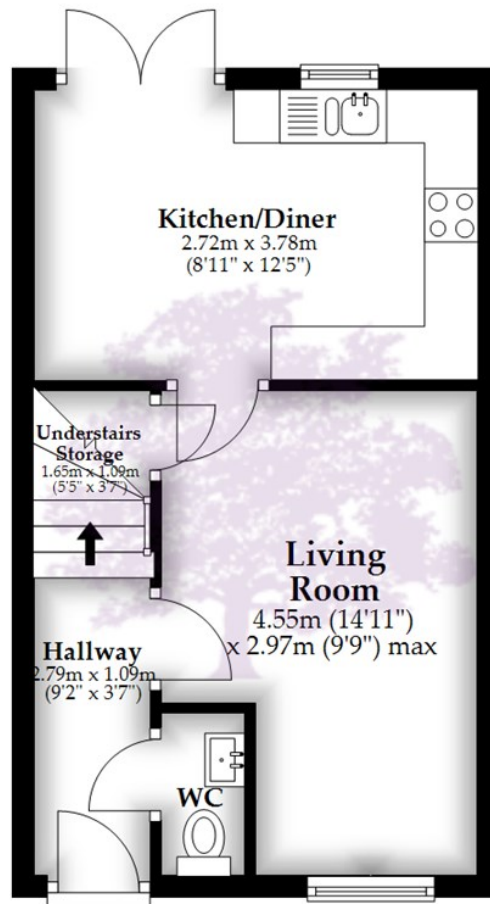 Kitchen/Diner
2.72m x 3.78m
(8'11" x 12'5")
Understairs
Storage
1.65m x 1.09m
(5'5" x 3'7")
Living
Room
4.55m (14'11")
x 2.97m (9'9") max
Hallway
2.79m x 1.09m
(9'2" x 3'7")
WC